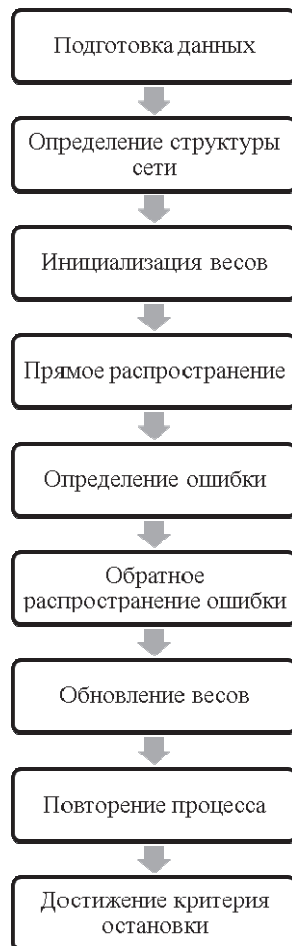 Подготовка данных
Определение структуры
сети
Инициализация весов
Прямое распространение
Определение ошибки
Обратное
распространение ошибки
Обновление весов
Повторение процесса
Достижение критерия
остановки